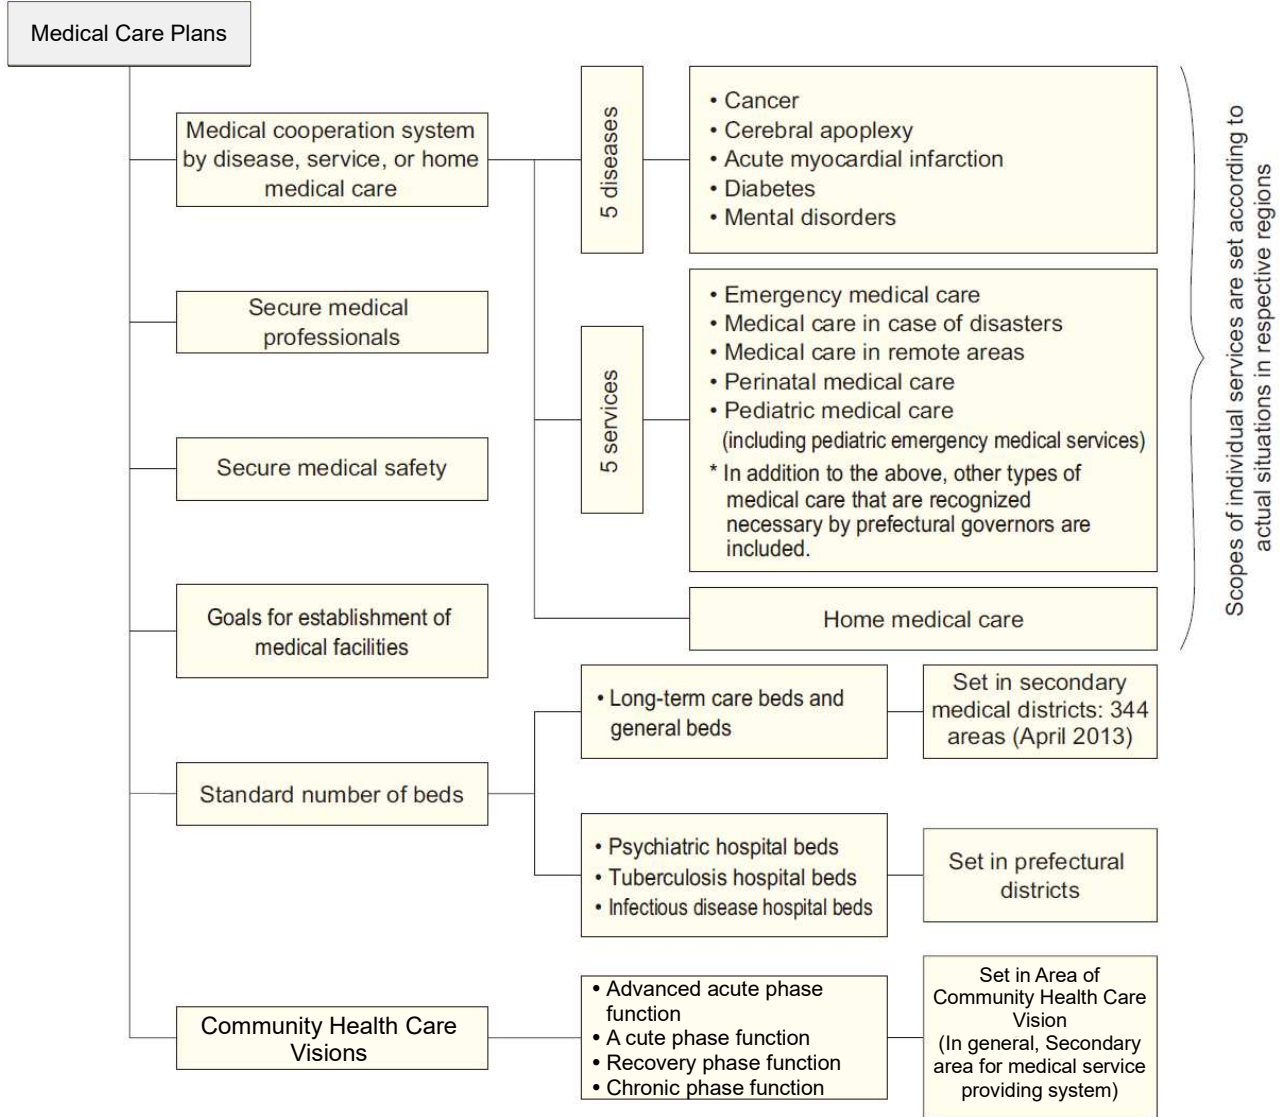 Medical Care Plans
Medical cooperation system
by disease, service, or home
medical care
5 diseases
• Cancer
• Cerebral apoplexy
• Acute myocardial infarction
• Diabetes
• Mental disorders
Secure medical
professionals
Secure medical safety
5 services
• Emergency medical care
• Medical care in case of disasters
• Medical care in remote areas
• Perinatal medical care
• Pediatric medical care
(including pediatric emergency medical services)
* In addition to the above, other types of
medical care that are recognized
necessary by prefectural governors are
included.
Home medical care
Scopes of individual services are set according to
actual situations in respective regions
Goals for establishment of
medical facilities
Standard number of beds
• Long-term care beds and
general beds
Set in secondary
medical districts: 344
areas (April 2013)
• Psychiatric hospital beds
• Tuberculosis hospital beds
• Infectious disease hospital beds
Set in prefectural
districts
Community Health Care
Visions
• Advanced acute phase
function
• A cute phase function
• Recovery phase function
• Chronic phase function
Set in Area of
Community Health Care
Vision
(In general, Secondary
area for medical service
providing system)